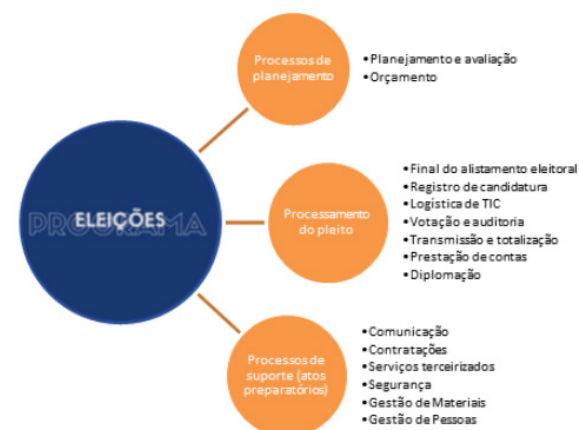 Processos de
planejamento
• Planejamento e avaliação
• Orçamento
PROGRAMA
ELEIÇÕES
Processamento
do pleito
• Final do alistamento eleitoral
• Registro de candidatura
• Logística de TIC
• Votação e auditoria
• Transmissão e totalização
• Prestação de contas
• Diplomação
Processos de
suporte (atos
preparatórios)
• Comunicação
• Contratações
• Serviços terceirizados
• Segurança
• Gestão de Materiais
• Gestão de Pessoas